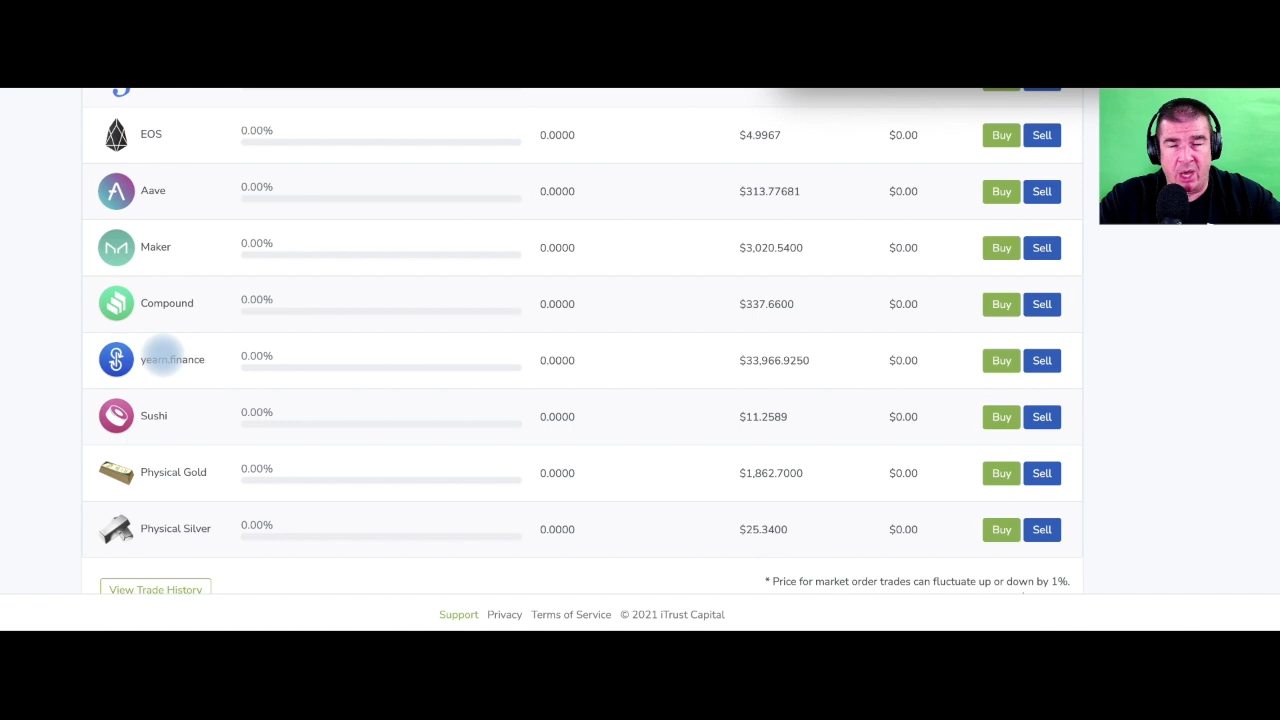 EOS 0.00% 0.0000 $4.9967 $0.00 Buy Sell
Aave 0.00% 0.0000 $313.77681 $0.00 Buy Sell
Maker 0.00% 0.0000 $3,020.5400 $0.00 Buy Sell
Compound 0.00% 0.0000 $337.6600 $0.00 Buy Sell
yearn.finance 0.00% 0.0000 $33,966.9250 $0.00 Buy Sell
Sushi 0.00% 0.0000 $11.2589 $0.00 Buy Sell
Physical Gold 0.00% 0.0000 $1,862.7000 $0.00 Buy Sell
Physical Silver 0.00% 0.0000 $25.3400 $0.00 Buy Sell
View Trade History * Price for market order trades can fluctuate up or down by 1%.
Support Privacy Terms of Service © 2021 iTrust Capital